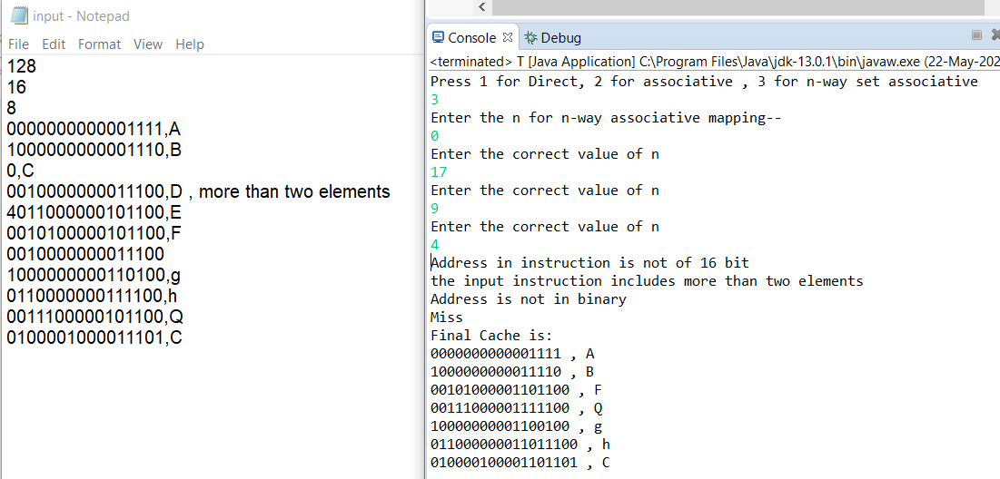 input - Notepad
File Edit Format View Help
128
16
8
0000000000001111,A
1000000000001110,B
0,C
0010000000011100,D , more than two elements
4011000000101100,E
0010100000101100,F
0010000000011100
1000000000110100,g
0110000000111100,h
0011100000101100,Q
0100001000011101,C
Console Debug
<terminated> T [Java Application] C:\Program Files\Java\jdk-13.0.1\bin\javaw.exe (22-May-202
Press 1 for Direct, 2 for associative , 3 for n-way set associative
3
Enter the n for n-way associative mapping--
0
Enter the correct value of n
17
Enter the correct value of n
9
Enter the correct value of n
4
Address in instruction is not of 16 bit
the input instruction includes more than two elements
Address is not in binary
Miss
Final Cache is:
0000000000001111 , A
1000000000011110 , B
00101000001101100 , F
00111000001111100 , Q
10000000001100100 , g
011000000011011100 , h
010000100001101101 , C